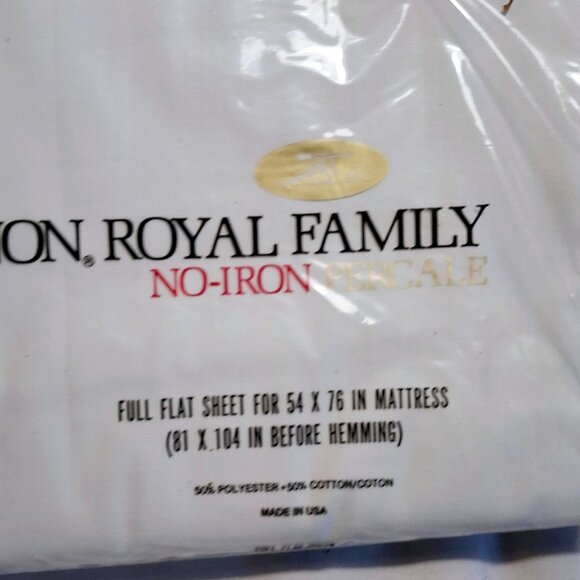 NON® ROYAL FAMILY
NO-IRON PERCALE
FULL FLAT SHEET FOR 54 X 76 IN MATTRESS
(81 X 104 IN BEFORE HEMMING)
50% POLYESTER • 50% COTTON/COTON
MADE IN USA